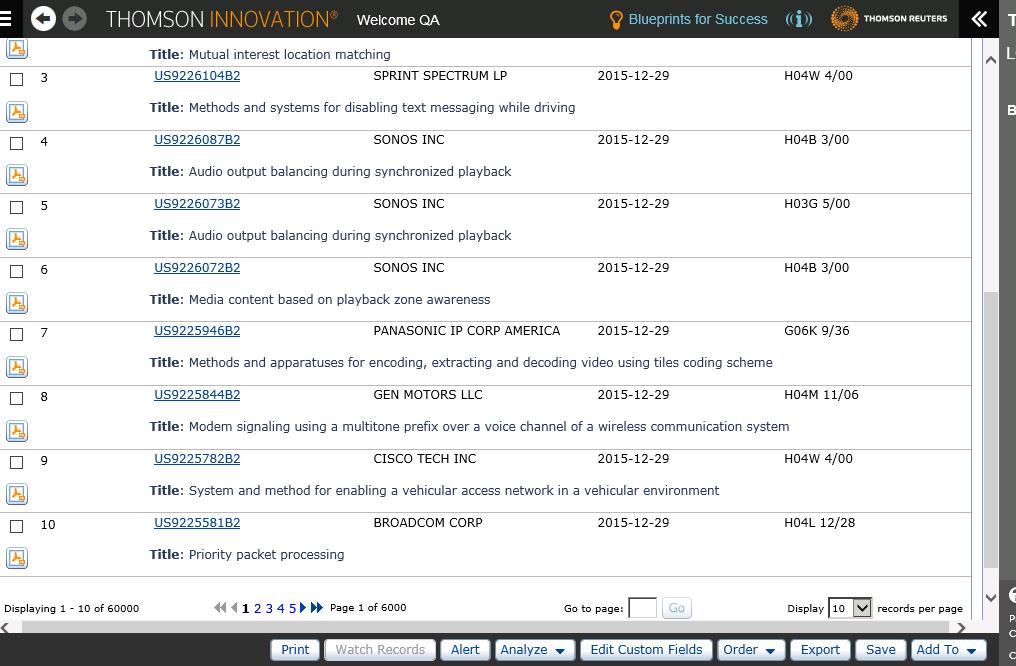 THOMSON INNOVATION® Welcome QA Blueprints for Success THOMSON REUTERS
Title: Mutual interest location matching
3 US9226104B2 SPRINT SPECTRUM LP 2015-12-29 H04W 4/00
Title: Methods and systems for disabling text messaging while driving
4 US9226087B2 SONOS INC 2015-12-29 H04B 3/00
Title: Audio output balancing during synchronized playback
5 US9226073B2 SONOS INC 2015-12-29 H03G 5/00
Title: Audio output balancing during synchronized playback
6 US9226072B2 SONOS INC 2015-12-29 H04B 3/00
Title: Media content based on playback zone awareness
7 US9225946B2 PANASONIC IP CORP AMERICA 2015-12-29 G06K 9/36
Title: Methods and apparatuses for encoding, extracting and decoding video using tiles coding scheme
8 US9225844B2 GEN MOTORS LLC 2015-12-29 H04M 11/06
Title: Modem signaling using a multitone prefix over a voice channel of a wireless communication system
9 US9225782B2 CISCO TECH INC 2015-12-29 H04W 4/00
Title: System and method for enabling a vehicular access network in a vehicular environment
10 US9225581B2 BROADCOM CORP 2015-12-29 H04L 12/28
Title: Priority packet processing
Displaying 1 - 10 of 60000 1 2 3 4 5 Page 1 of 6000 Go to page: Go Display 10 records per page
Print Watch Records Alert Analyze Edit Custom Fields Order Export Save Add To